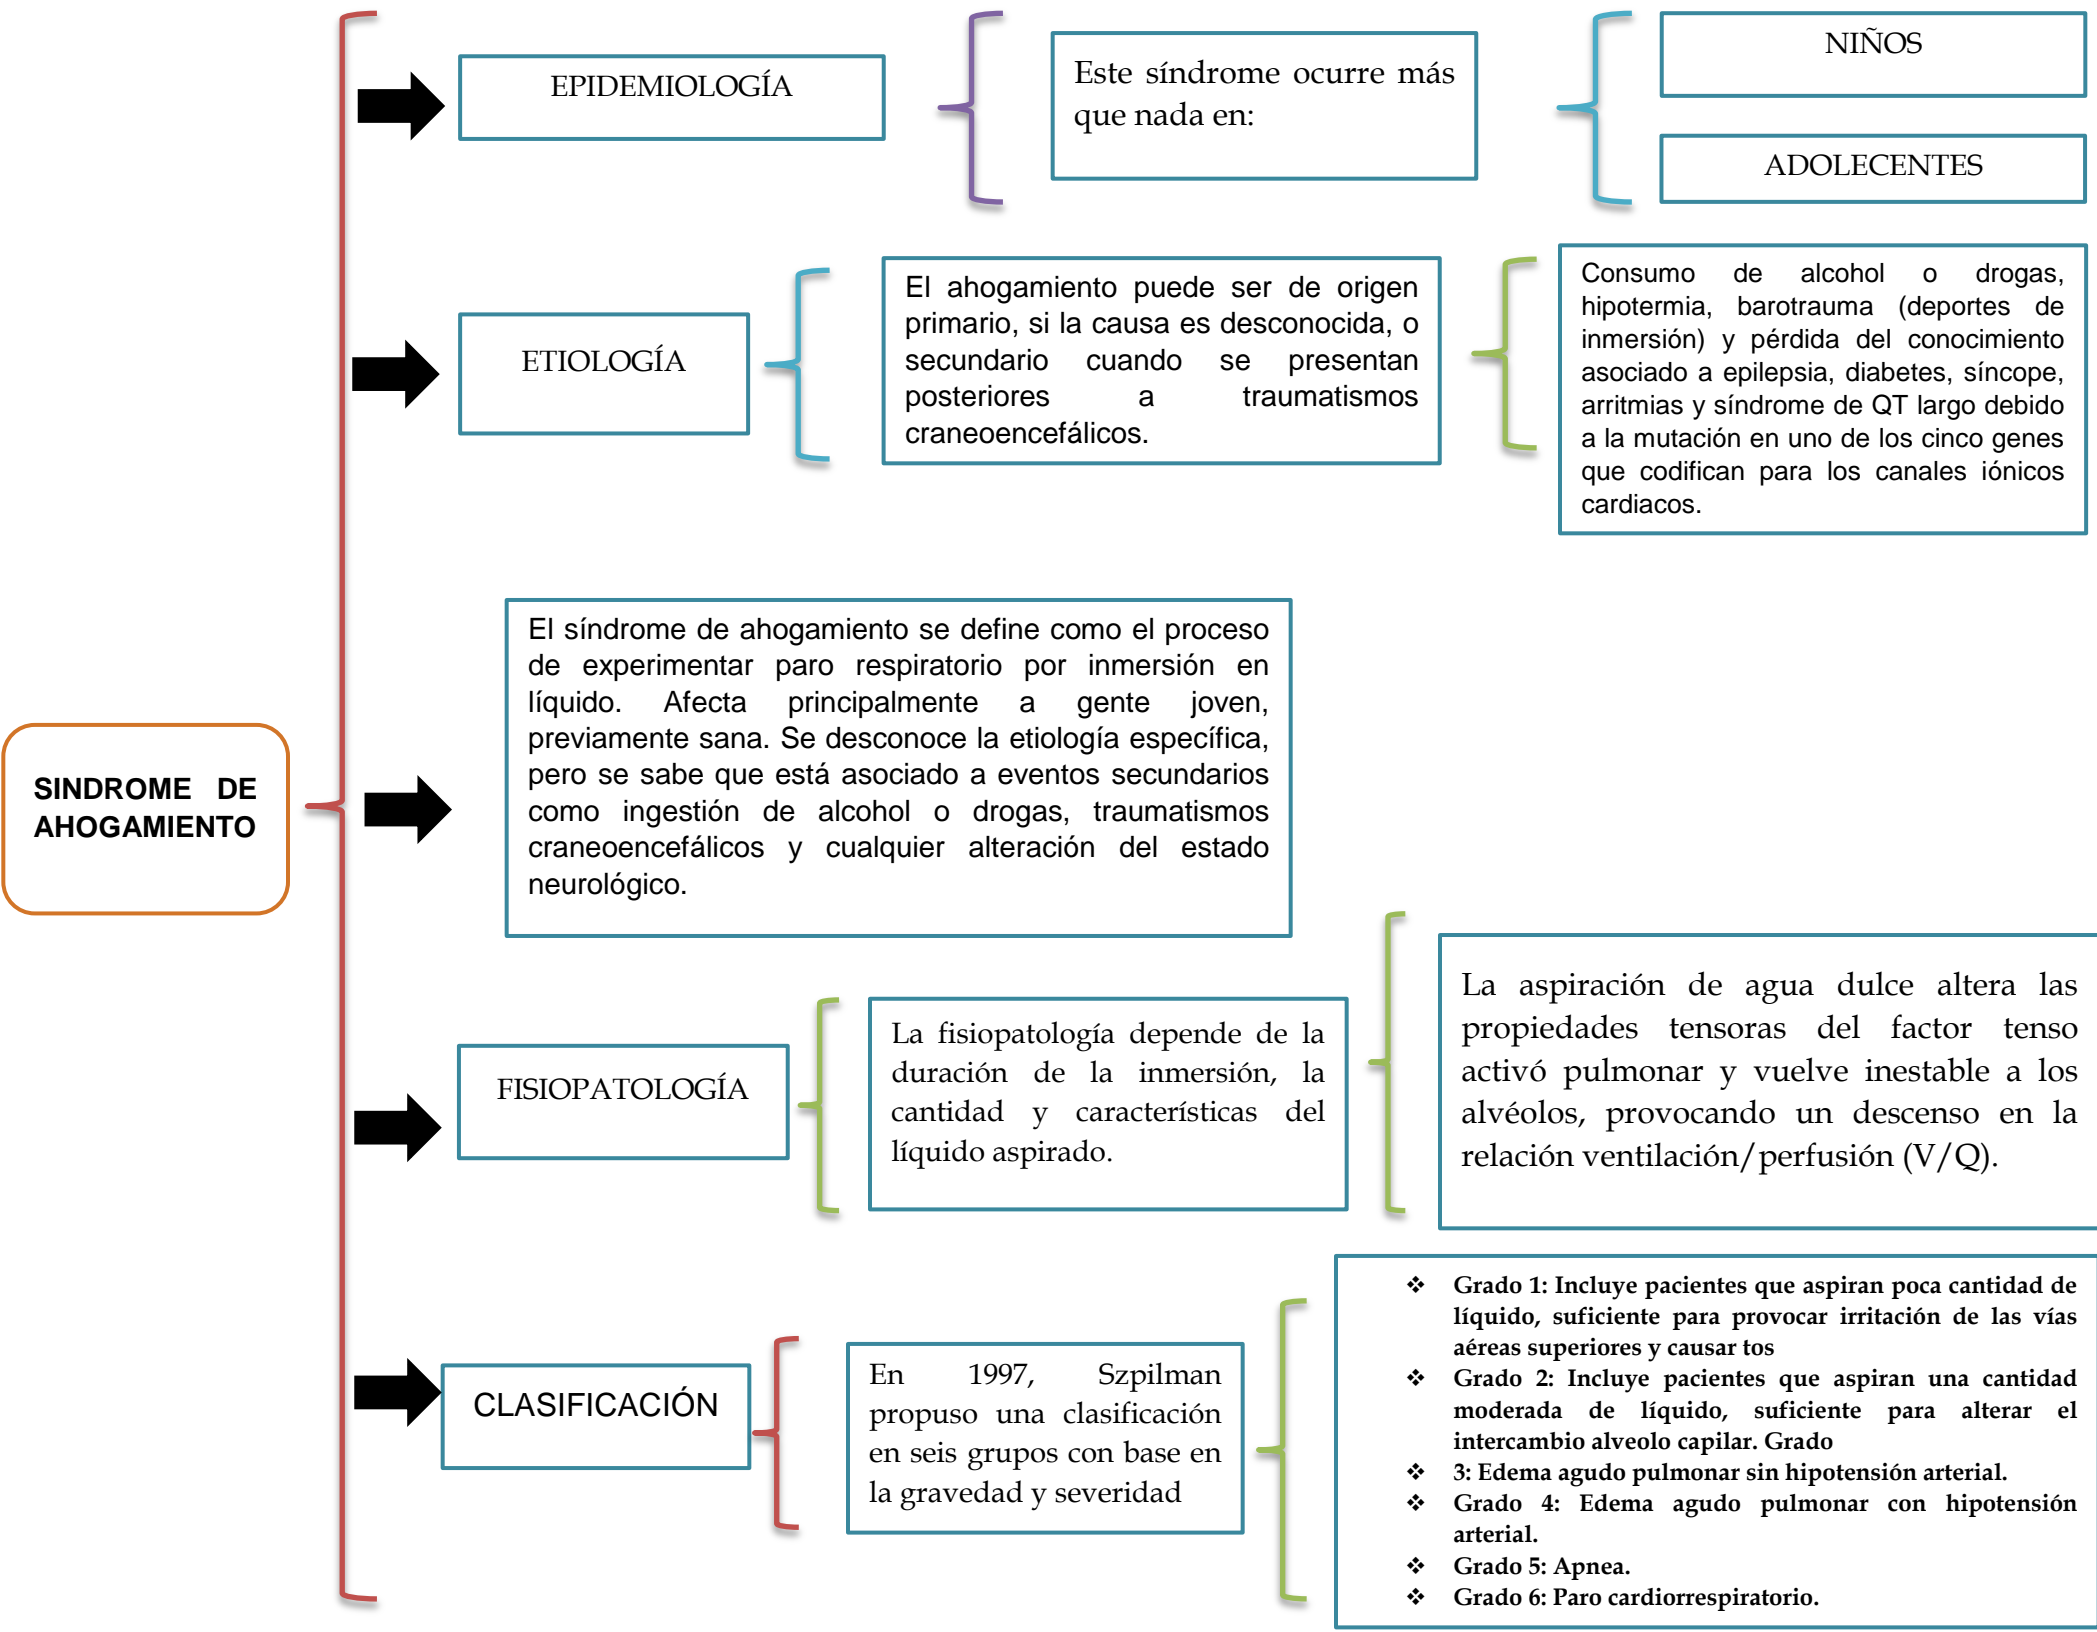 EPIDEMIOLOGÍA
Este síndrome ocurre más
que nada en:
NIÑOS
ADOLECENTES
ETIOLOGÍA
El ahogamiento puede ser de origen
primario, si la causa es desconocida, o
secundario cuando se presentan
posteriores a traumatismos
craneoencefálicos.
Consumo de alcohol o drogas,
hipotermia, barotrauma (deportes de
inmersión) y pérdida del conocimiento
asociado a epilepsia, diabetes, síncope,
arritmias y síndrome de QT largo debido
a la mutación en uno de los cinco genes
que codifican para los canales iónicos
cardiacos.
SINDROME DE
AHOGAMIENTO
El síndrome de ahogamiento se define como el proceso
de experimentar paro respiratorio por inmersión en
líquido. Afecta principalmente a gente joven,
previamente sana. Se desconoce la etiología específica,
pero se sabe que está asociado a eventos secundarios
como ingestión de alcohol o drogas, traumatismos
craneoencefálicos y cualquier alteración del estado
neurológico.
FISIOPATOLOGÍA
La fisiopatología depende de la
duración de la inmersión, la
cantidad y características del
líquido aspirado.
La aspiración de agua dulce altera las
propiedades tensoras del factor tenso
activó pulmonar y vuelve inestable a los
alvéolos, provocando un descenso en la
relación ventilación/perfusión (V/Q).
CLASIFICACIÓN
En 1997, Szpilman
propuso una clasificación
en seis grupos con base en
la gravedad y severidad
❖ Grado 1: Incluye pacientes que aspiran poca cantidad de
líquido, suficiente para provocar irritación de las vías
aéreas superiores y causar tos
❖ Grado 2: Incluye pacientes que aspiran una cantidad
moderada de líquido, suficiente para alterar el
intercambio alveolo capilar. Grado
❖ 3: Edema agudo pulmonar sin hipotensión arterial.
❖ Grado 4: Edema agudo pulmonar con hipotensión
arterial.
❖ Grado 5: Apnea.
❖ Grado 6: Paro cardiorrespiratorio.